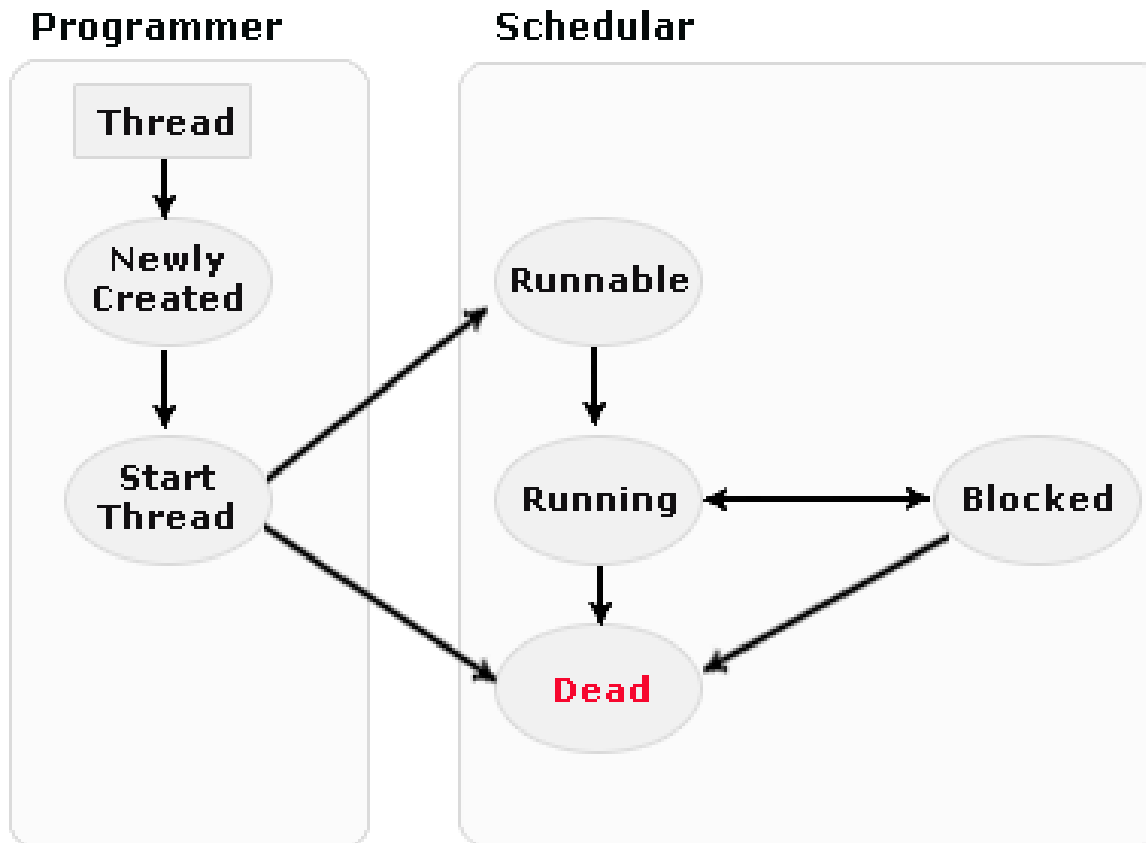 Programmer
Schedular
Thread
Newly
Created
Start
Thread
Runnable
Running
Blocked
Dead